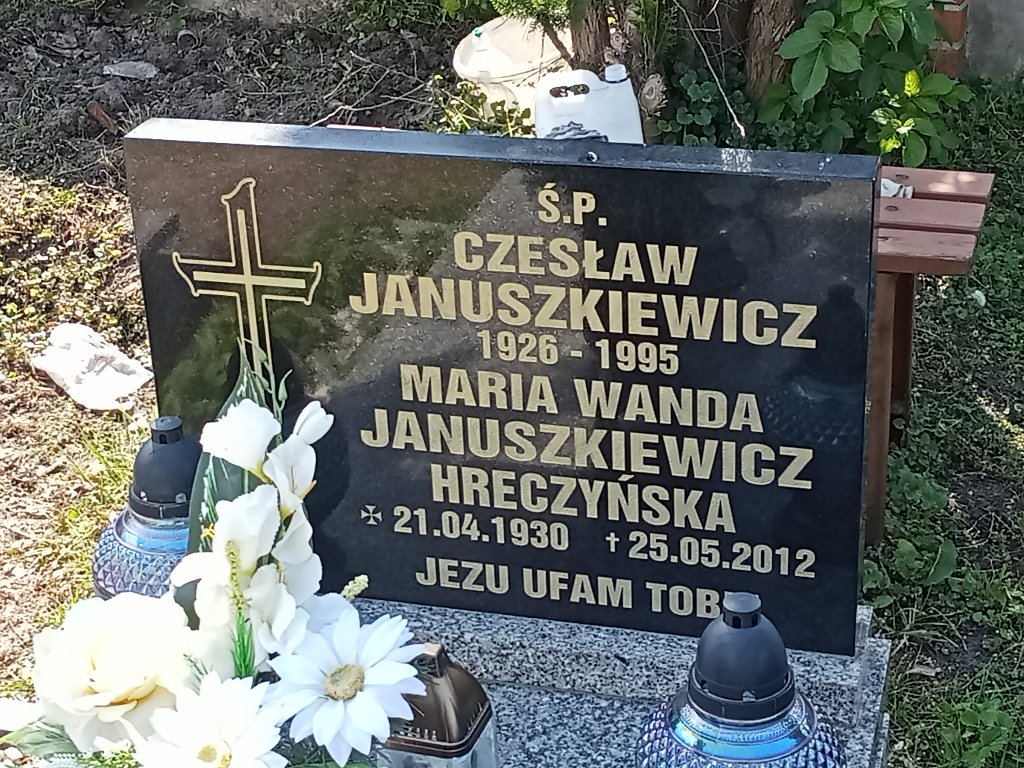 Ś.P.
CZESŁAW
JANUSZKIEWICZ
1926 - 1995
MARIA WANDA
JANUSZKIEWICZ
HRECZYŃSKA
✠ 21.04.1930 † 25.05.2012
JEZU UFAM